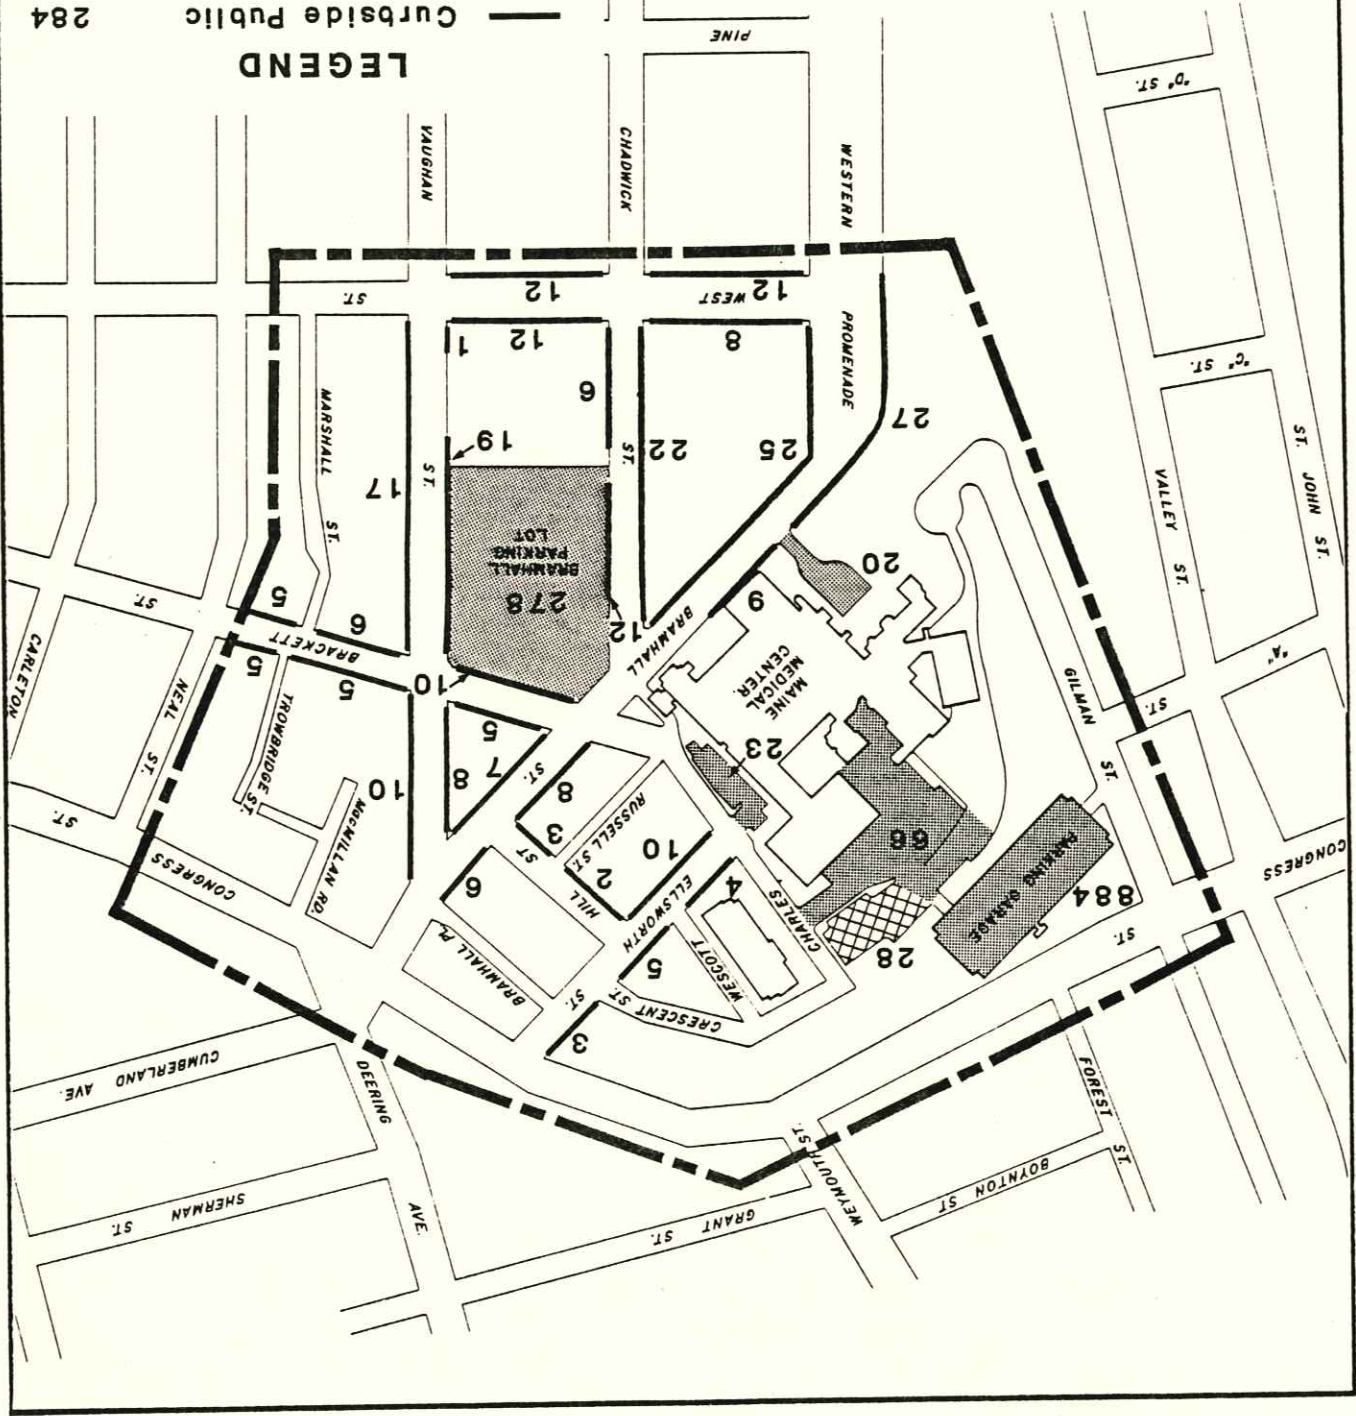 GRANT ST.
BOYNTON ST
WEYMOUTH ST.
SHERMAN ST.
AVE.
FOREST ST.
DEERING
CUMBERLAND AVE.
CONGRESS ST.
CONGRESS ST.
3
CRESCENT ST.
5
WESCOTT
4
CHARLES
28
884
PARKING GARAGE
66
ELLSWORTH ST.
BRAMHALL PL.
6
HILL ST
2
10
RUSSELL ST.
3
8
ST.
7
8
5
23
MAINE
MEDICAL
CENTER
6
20
GILMAN ST.
"A" ST.
VALLEY ST.
ST. JOHN ST.
"C" ST.
"D" ST.
McMILLAN RD.
TROWBRIDGE ST.
10
10
NEAL ST.
CARLETON
ST.
5
5
BRACKETT
6
5
BRAMHALL
12
278
BRAMHALL
PARKING
LOT
17
19
ST.
MARSHALL ST.
22
ST.
25
27
9
8
12
1
WESTERN PROMENADE
WEST ST.
12
12
VAUGHAN
CHADWICK
PINE
LEGEND
Curbside Public 284